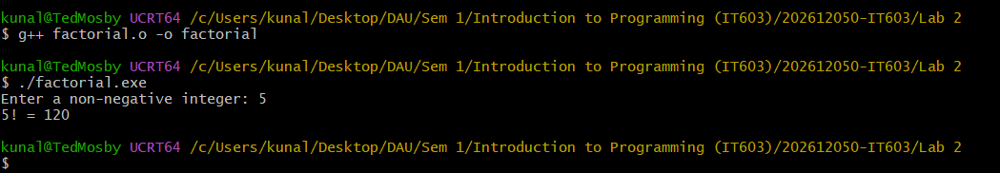 kunal@TedMosby UCRT64 /c/Users/kunal/Desktop/DAU/Sem 1/Introduction to Programming (IT603)/202612050-IT603/Lab 2
$ g++ factorial.o -o factorial
kunal@TedMosby UCRT64 /c/Users/kunal/Desktop/DAU/Sem 1/Introduction to Programming (IT603)/202612050-IT603/Lab 2
$ ./factorial.exe
Enter a non-negative integer: 5
5! = 120
kunal@TedMosby UCRT64 /c/Users/kunal/Desktop/DAU/Sem 1/Introduction to Programming (IT603)/202612050-IT603/Lab 2
$